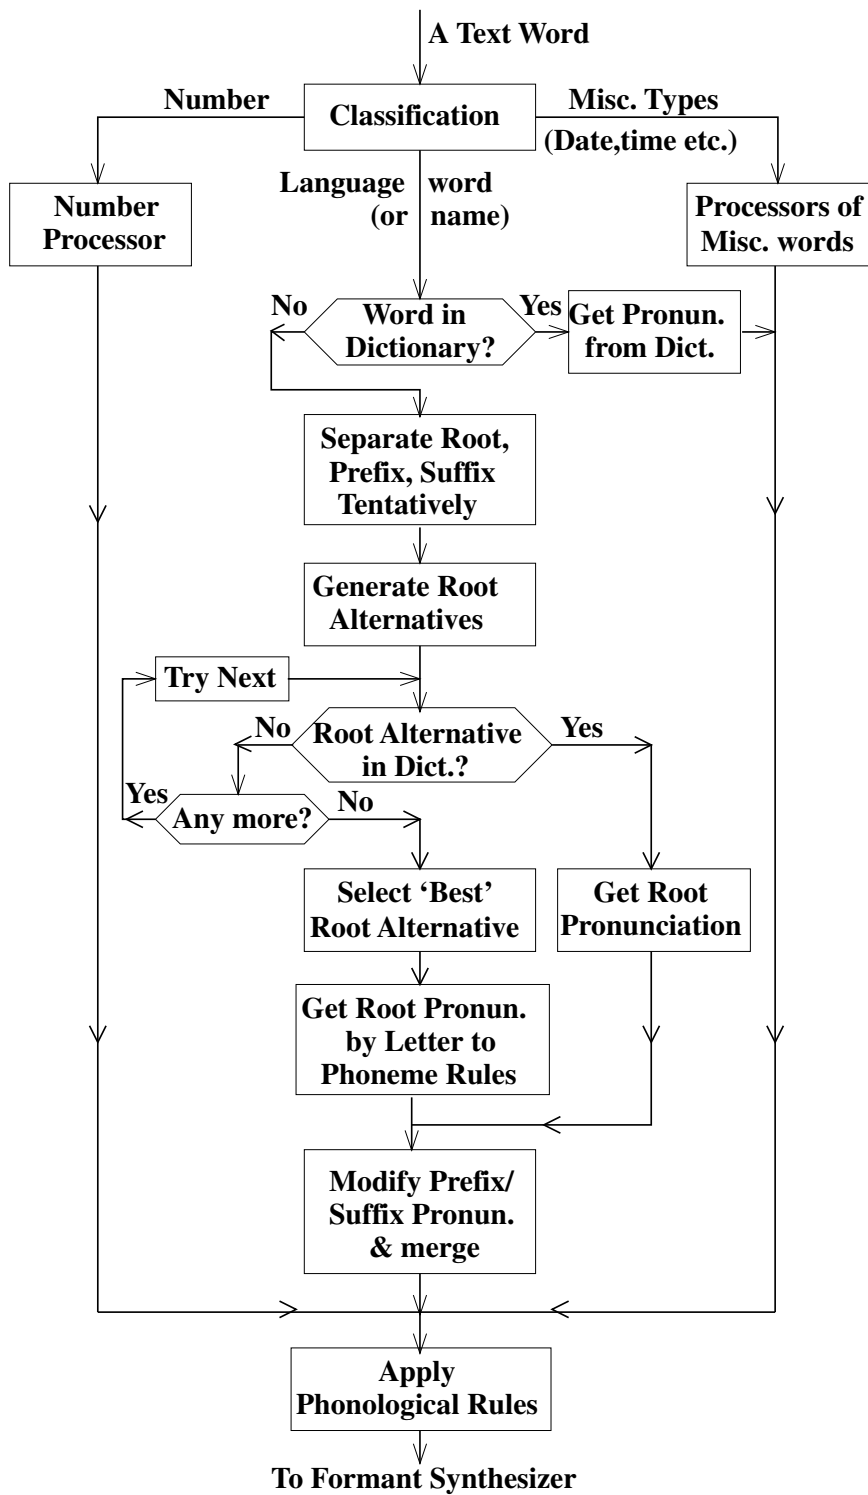 A Text Word
Number
Classification
Misc. Types
(Date,time etc.)
Language word
(or name)
Number
Processor
Processors of
Misc. words
No
Word in
Dictionary?
Yes
Get Pronun.
from Dict.
Separate Root,
Prefix, Suffix
Tentatively
Generate Root
Alternatives
Try Next
No
Root Alternative
in Dict.?
Yes
Yes
Any more?
No
Select ‘Best’
Root Alternative
Get Root
Pronunciation
Get Root Pronun.
by Letter to
Phoneme Rules
Modify Prefix/
Suffix Pronun.
& merge
Apply
Phonological Rules
To Formant Synthesizer